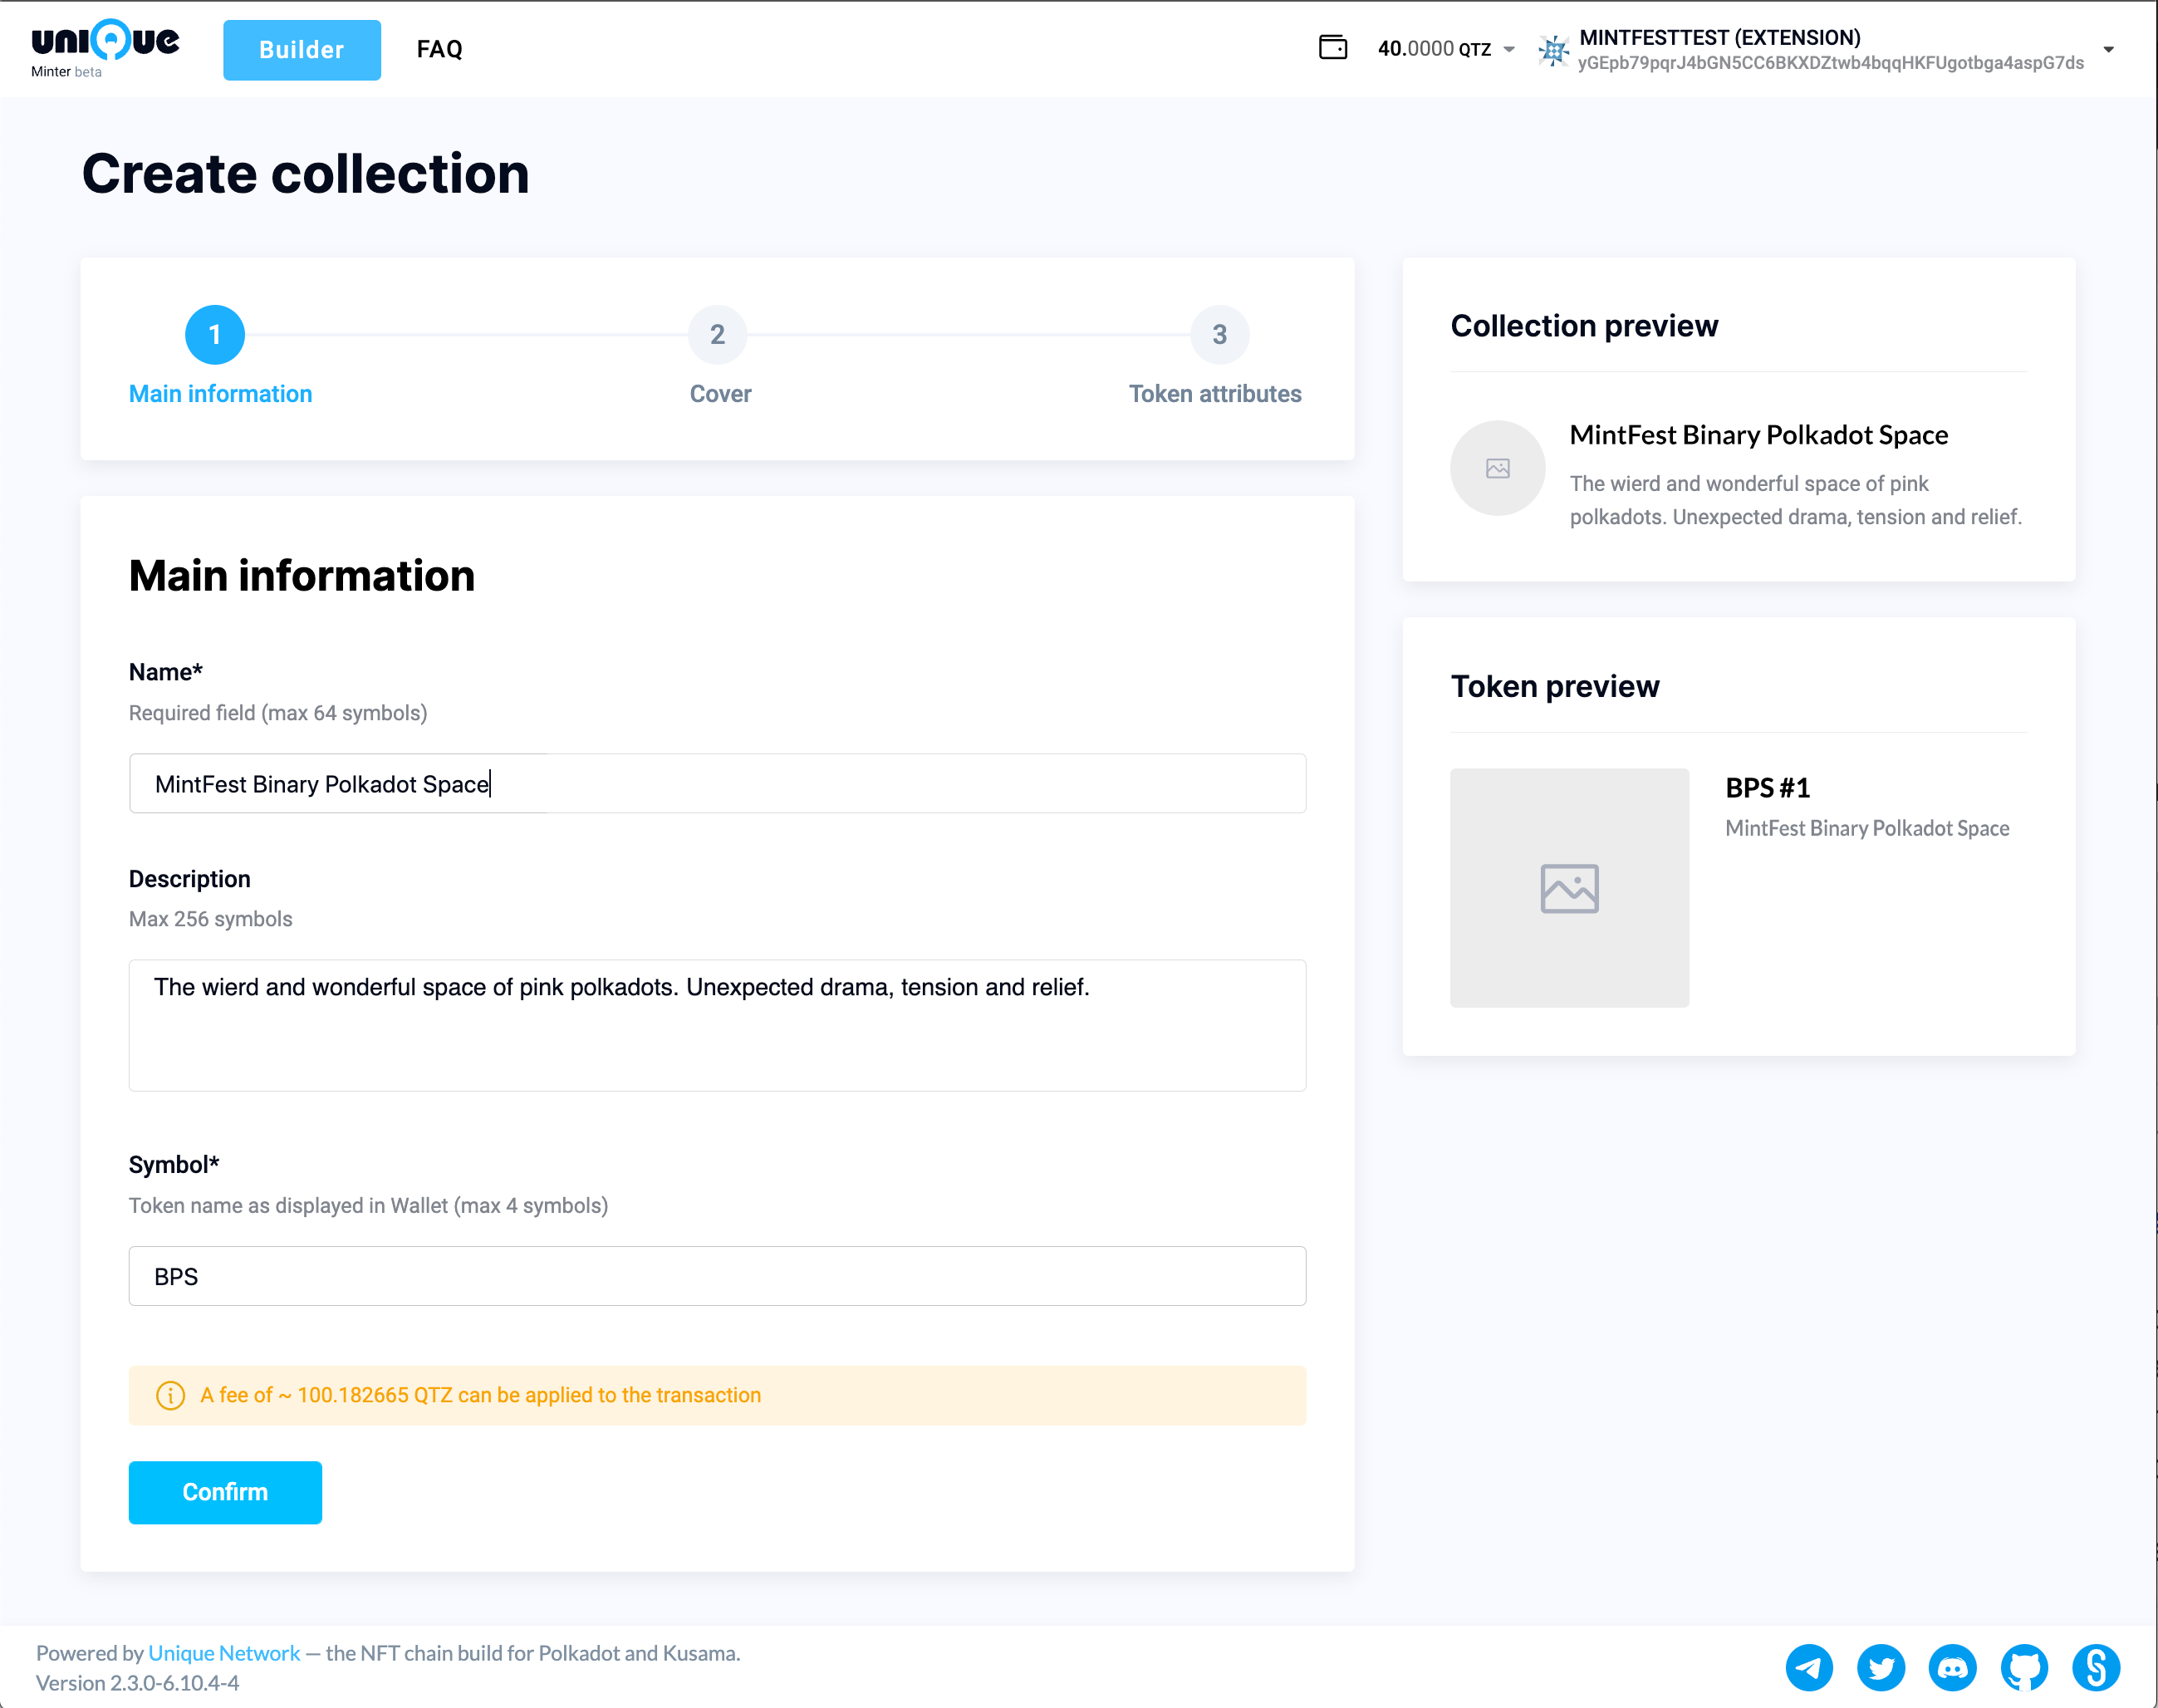 uniQue
Minter beta
Builder
FAQ
40.0000 QTZ
MINTFESTTEST (EXTENSION)
yGEpb79pqrJ4bGN5CC6BKXDZtwb4bqqHKFUgotbga4aspG7ds
Create collection
1
2
3
Main information
Cover
Token attributes
Main information
Name*
Required field (max 64 symbols)
MintFest Binary Polkadot Space
Description
Max 256 symbols
The wierd and wonderful space of pink polkadots. Unexpected drama, tension and relief.
Symbol*
Token name as displayed in Wallet (max 4 symbols)
BPS
A fee of ~ 100.182665 QTZ can be applied to the transaction
Confirm
Collection preview
MintFest Binary Polkadot Space
The wierd and wonderful space of pink
polkadots. Unexpected drama, tension and relief.
Token preview
BPS #1
MintFest Binary Polkadot Space
Powered by Unique Network — the NFT chain build for Polkadot and Kusama.
Version 2.3.0-6.10.4-4